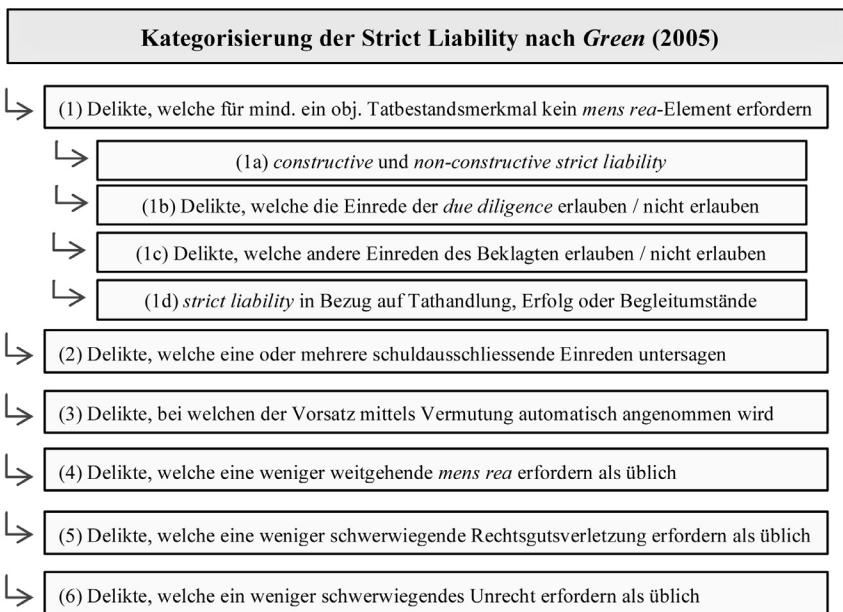 Kategorisierung der Strict Liability nach Green (2005)
(1) Delikte, welche für mind. ein obj. Tatbestandsmerkmal kein mens rea-Element erfordern
(1a) constructive und non-constructive strict liability
(1b) Delikte, welche die Einrede der due diligence erlauben / nicht erlauben
(1c) Delikte, welche andere Einreden des Beklagten erlauben / nicht erlauben
(1d) strict liability in Bezug auf Tathandlung, Erfolg oder Begleitumstände
(2) Delikte, welche eine oder mehrere schuldausschliessende Einreden untersagen
(3) Delikte, bei welchen der Vorsatz mittels Vermutung automatisch angenommen wird
(4) Delikte, welche eine weniger weitgehende mens rea erfordern als üblich
(5) Delikte, welche eine weniger schwerwiegende Rechtsgutsverletzung erfordern als üblich
(6) Delikte, welche ein weniger schwerwiegendes Unrecht erfordern als üblich